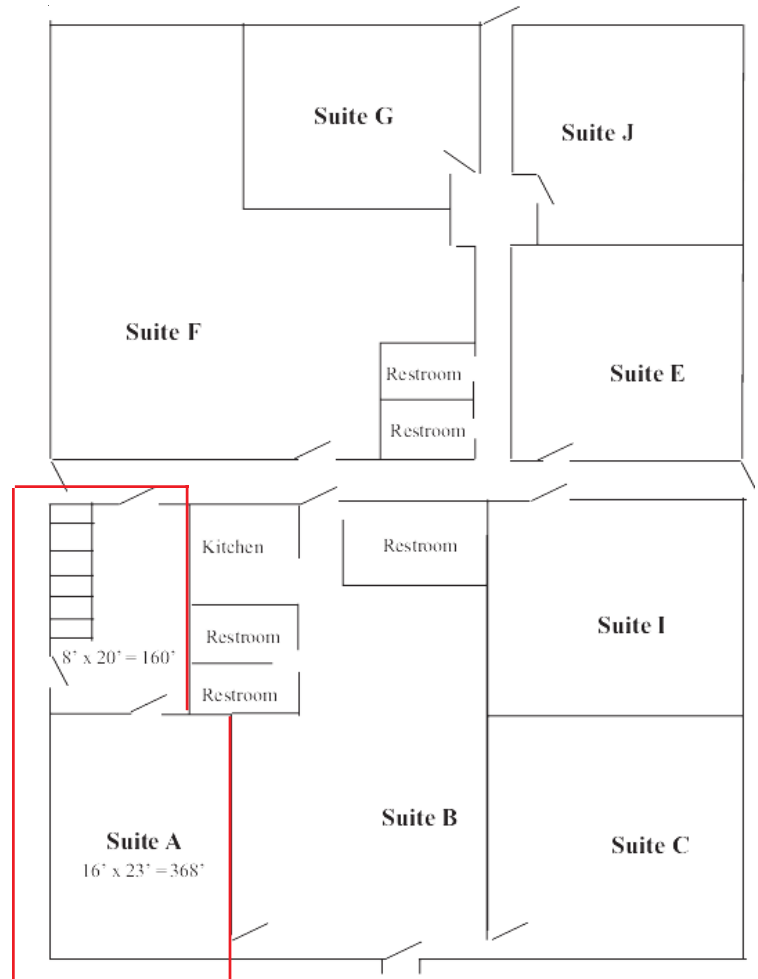 Suite G
Suite J
Suite F
Suite E
Restroom
Restroom
Kitchen
Restroom
Suite I
Restroom
8’ x 20’ = 160’
Restroom
Suite B
Suite A
Suite C
16’ x 23’ = 368’